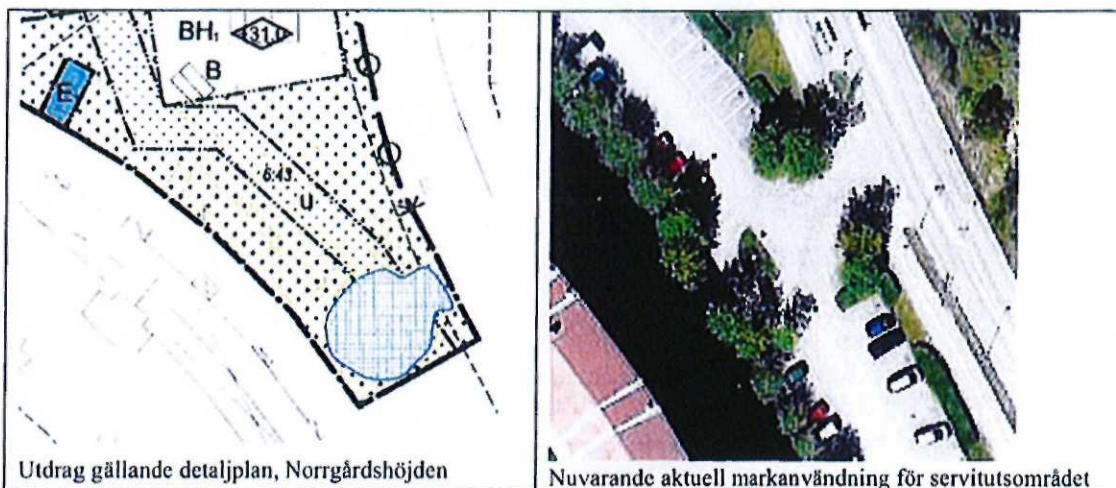 BH₁ +31,0
B
E
6:43
u
Utdrag gällande detaljplan, Norrgårdshöjden
Nuvarande aktuell markanvändning för servitutsområdet